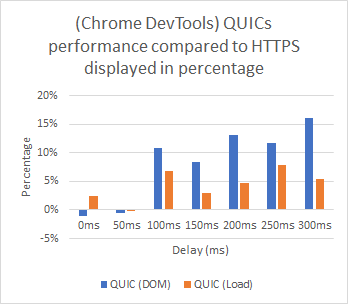 (Chrome DevTools) QUICs
performance compared to HTTPS
displayed in percentage
20%
15%
10%
5%
0%
-5%
Percentage
0ms 50ms 100ms 150ms 200ms 250ms 300ms
Delay (ms)
QUIC (DOM) QUIC (Load)